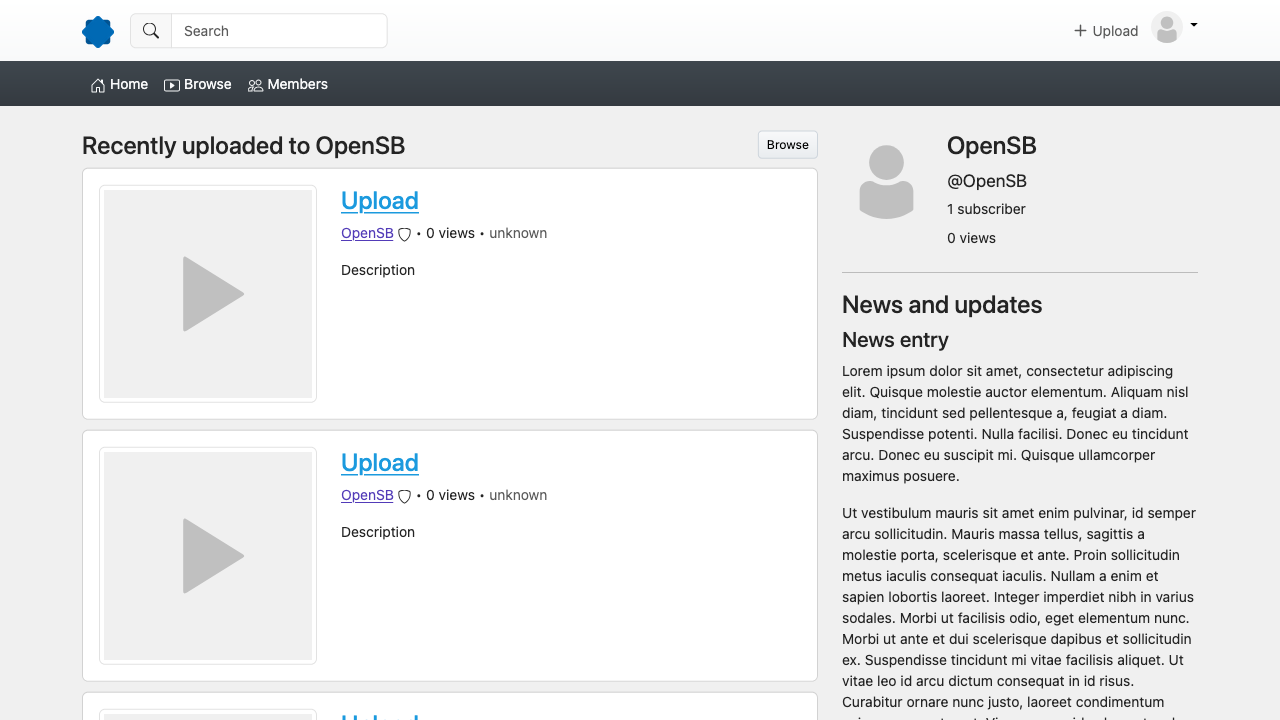 Search
Upload
Home
Browse
Members
Recently uploaded to OpenSB
Browse
Upload
OpenSB • 0 views • unknown
Description
Upload
OpenSB • 0 views • unknown
Description
OpenSB
@OpenSB
1 subscriber
0 views
News and updates
News entry
Lorem ipsum dolor sit amet, consectetur adipiscing
elit. Quisque molestie auctor elementum. Aliquam nisl
diam, tincidunt sed pellentesque a, feugiat a diam.
Suspendisse potenti. Nulla facilisi. Donec eu tincidunt
arcu. Donec eu suscipit mi. Quisque ullamcorper
maximus posuere.
Ut vestibulum mauris sit amet enim pulvinar, id semper
arcu sollicitudin. Mauris massa tellus, sagittis a
molestie porta, scelerisque et ante. Proin sollicitudin
metus iaculis consequat iaculis. Nullam a enim et
sapien lobortis laoreet. Integer imperdiet nibh in varius
sodales. Morbi ut facilisis odio, eget elementum nunc.
Morbi ut ante et dui scelerisque dapibus et sollicitudin
ex. Suspendisse tincidunt mi vitae facilisis aliquet. Ut
vitae leo id arcu dictum consequat in id risus.
Curabitur ornare nunc justo, laoreet condimentum